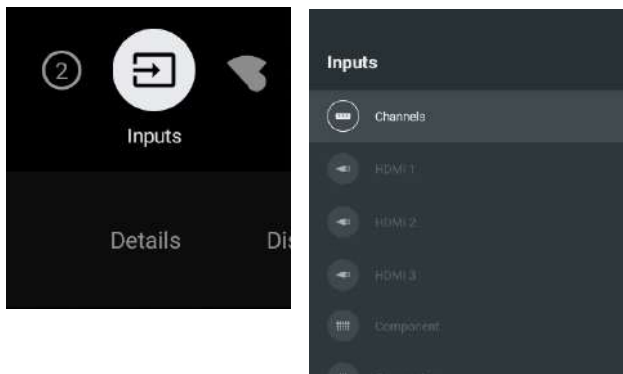 2
Inputs
Details
Dis
Inputs
Channels
HDMI 1
HDMI 2
HDMI 3
Component